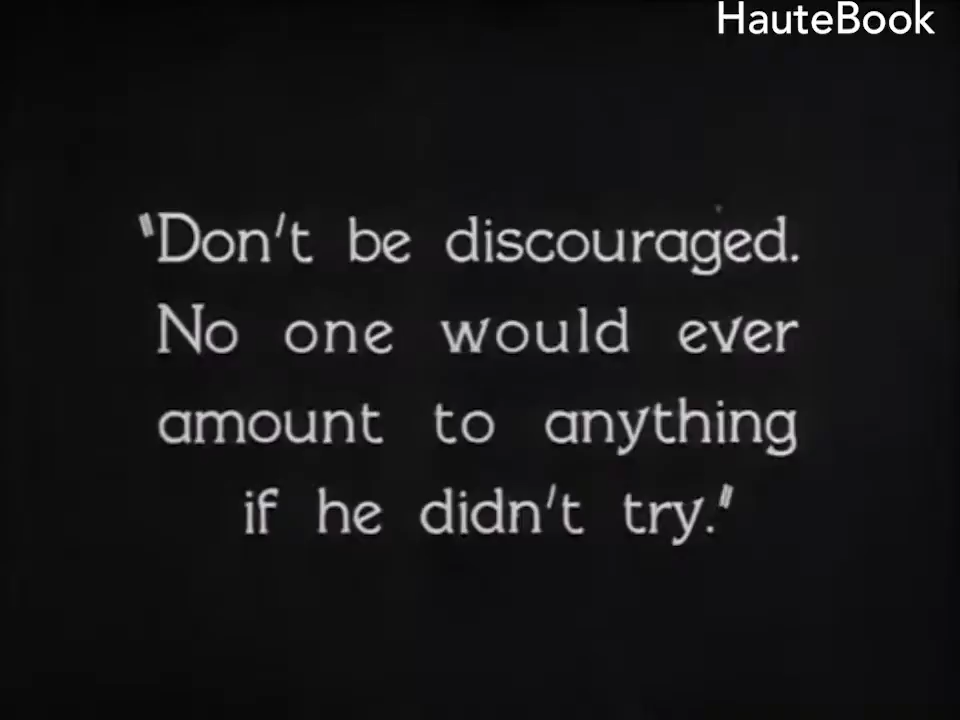 HauteBook
"Don't be discouraged.
No one would ever
amount to anything
if he didn't try."